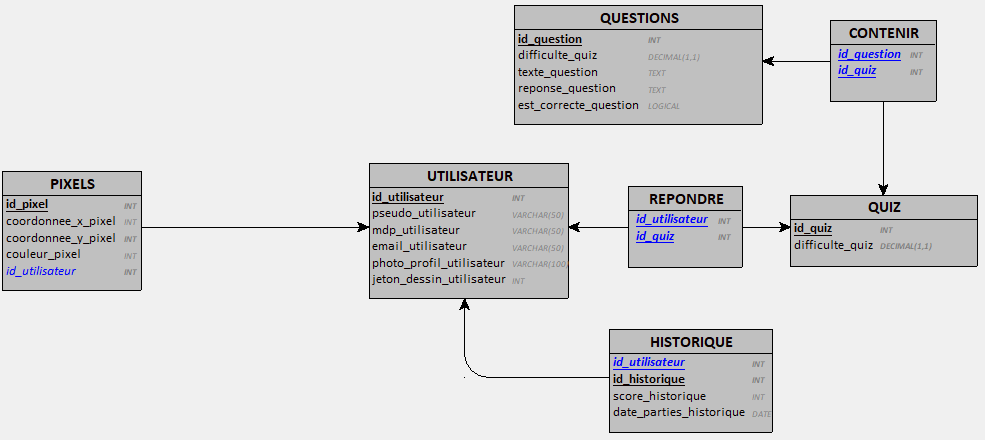 QUESTIONS
id_question INT
difficulte_quiz DECIMAL(1,1)
texte_question TEXT
reponse_question TEXT
est_correcte_question LOGICAL
CONTENIR
id_question INT
id_quiz INT
PIXELS
id_pixel INT
coordonnee_x_pixel INT
coordonnee_y_pixel INT
couleur_pixel INT
id_utilisateur INT
UTILISATEUR
id_utilisateur INT
pseudo_utilisateur VARCHAR(50)
mdp_utilisateur VARCHAR(50)
email_utilisateur VARCHAR(50)
photo_profil_utilisateur VARCHAR(100)
jeton_dessin_utilisateur INT
REPONDRE
id_utilisateur INT
id_quiz INT
QUIZ
id_quiz INT
difficulte_quiz DECIMAL(1,1)
HISTORIQUE
id_utilisateur INT
id_historique INT
score_historique INT
date_parties_historique DATE